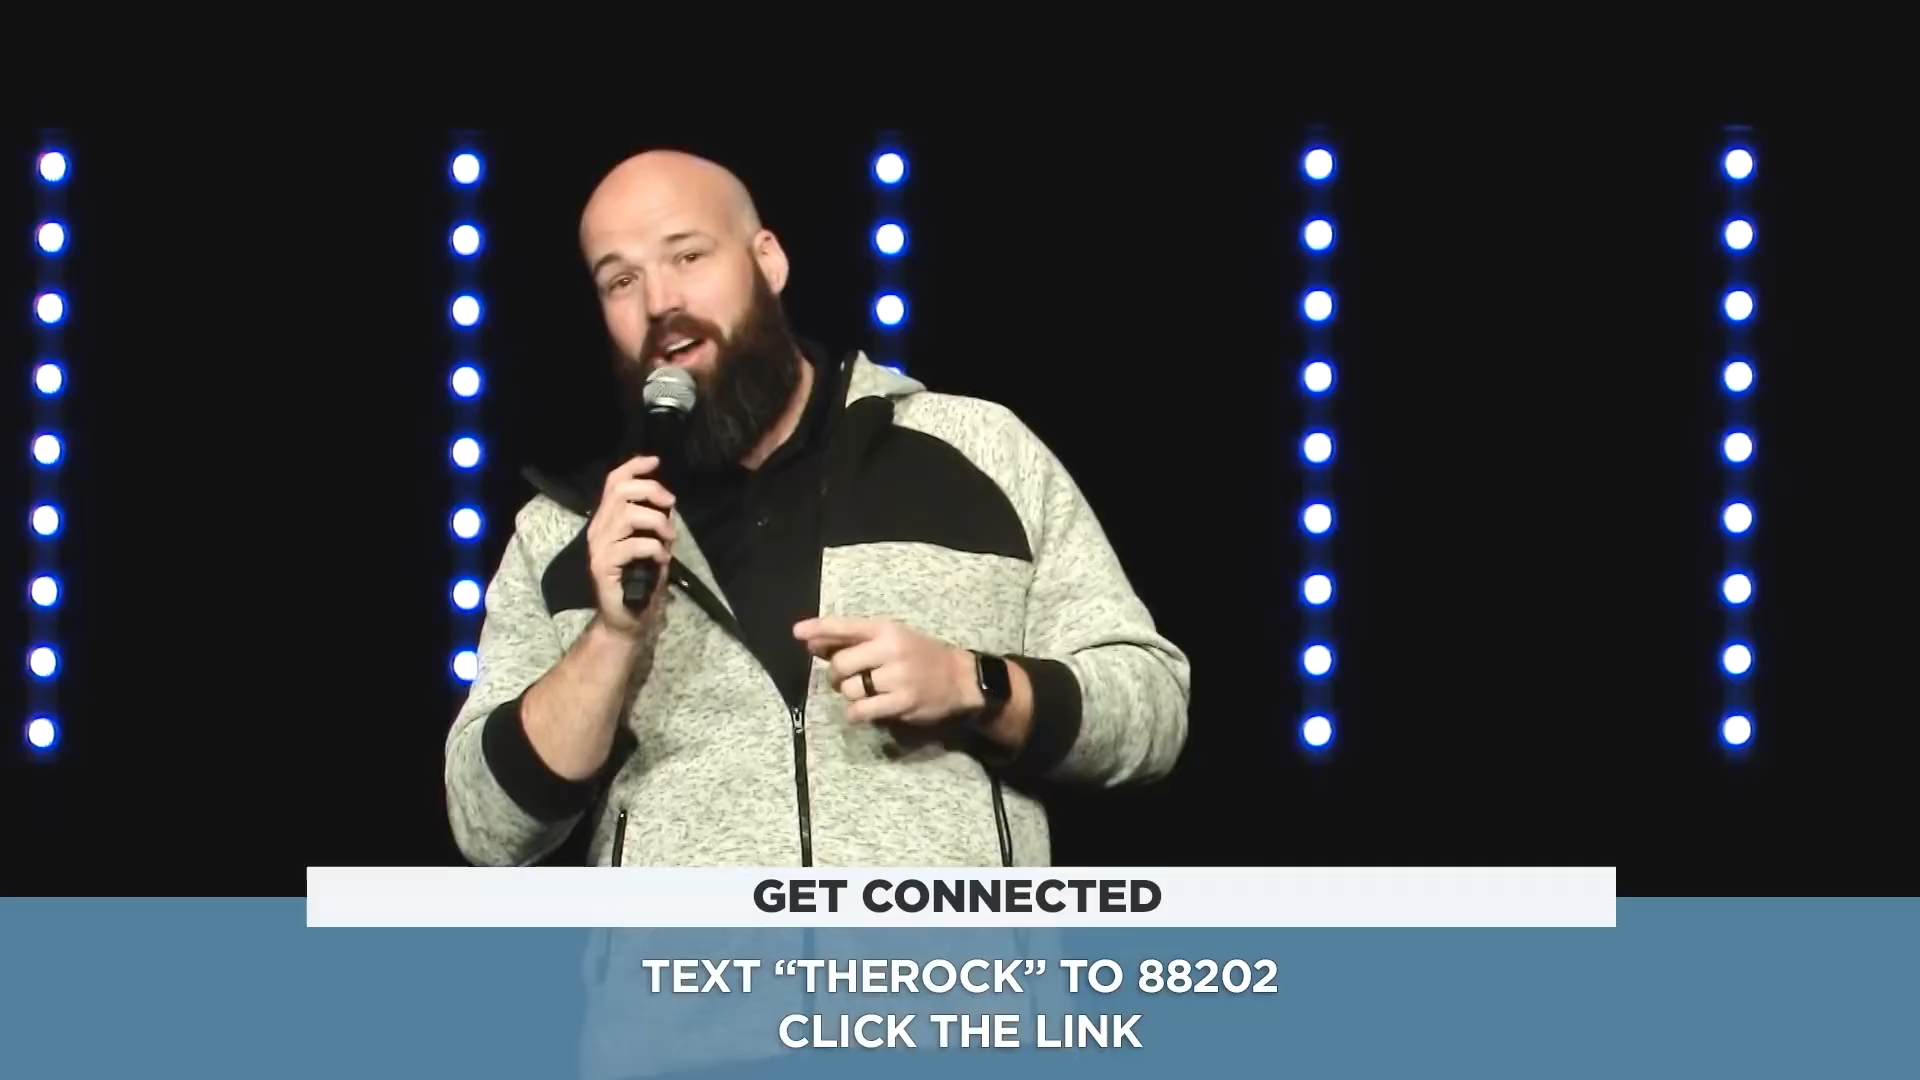 GET CONNECTED
TEXT “THEROCK” TO 88202
CLICK THE LINK